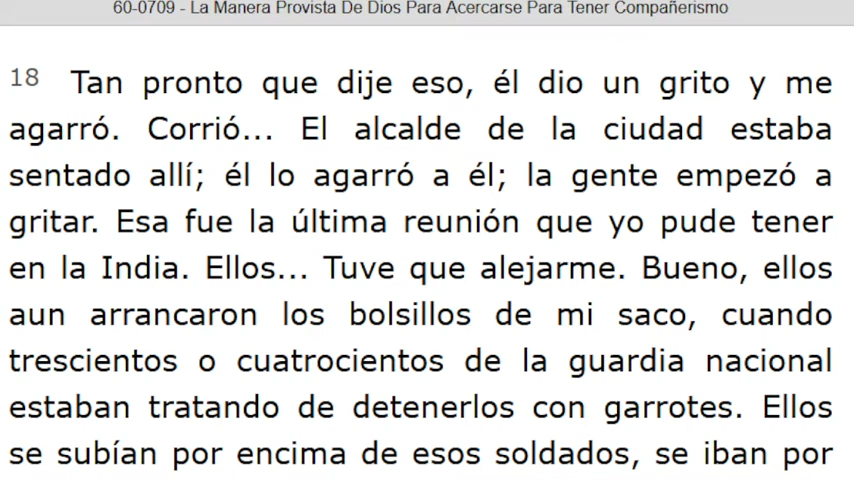 60-0709 - La Manera Provista De Dios Para Acercarse Para Tener Compañerismo
18 Tan pronto que dije eso, él dio un grito y me
agarró. Corrió... El alcalde de la ciudad estaba
sentado allí; él lo agarró a él; la gente empezó a
gritar. Esa fue la última reunión que yo pude tener
en la India. Ellos... Tuve que alejarme. Bueno, ellos
aun arrancaron los bolsillos de mi saco, cuando
trescientos o cuatrocientos de la guardia nacional
estaban tratando de detenerlos con garrotes. Ellos
se subían por encima de esos soldados, se iban por